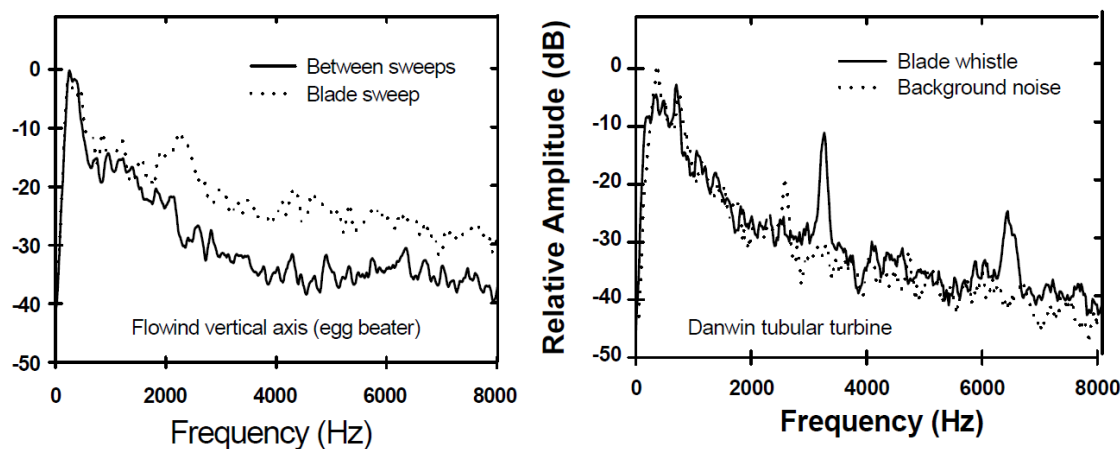 0
-10
-20
-30
-40
-50
Between sweeps
Blade sweep
Flowind vertical axis (egg beater)
0
2000
4000
6000
8000
Frequency (Hz)
Relative Amplitude (dB)
0
-10
-20
-30
-40
-50
Blade whistle
Background noise
Danwin tubular turbine
0
2000
4000
6000
8000
Frequency (Hz)